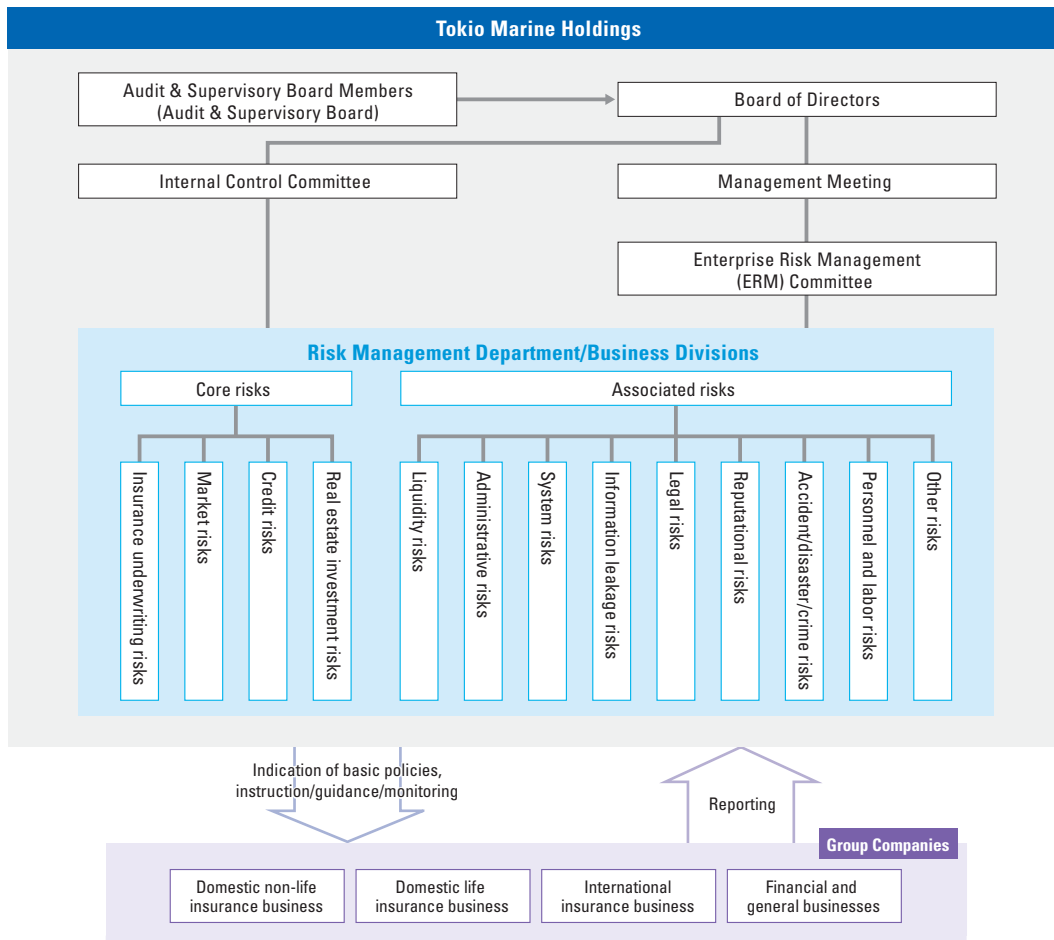 Tokio Marine Holdings
Audit & Supervisory Board Members
(Audit & Supervisory Board)
Board of Directors
Internal Control Committee
Management Meeting
Enterprise Risk Management
(ERM) Committee
Risk Management Department/Business Divisions
Core risks
Associated risks
Insurance underwriting risks
Market risks
Credit risks
Real estate investment risks
Liquidity risks
Administrative risks
System risks
Information leakage risks
Legal risks
Reputational risks
Accident/disaster/crime risks
Personnel and labor risks
Other risks
Indication of basic policies,
instruction/guidance/monitoring
Reporting
Group Companies
Domestic non-life
insurance business
Domestic life
insurance business
International
insurance business
Financial and
general businesses